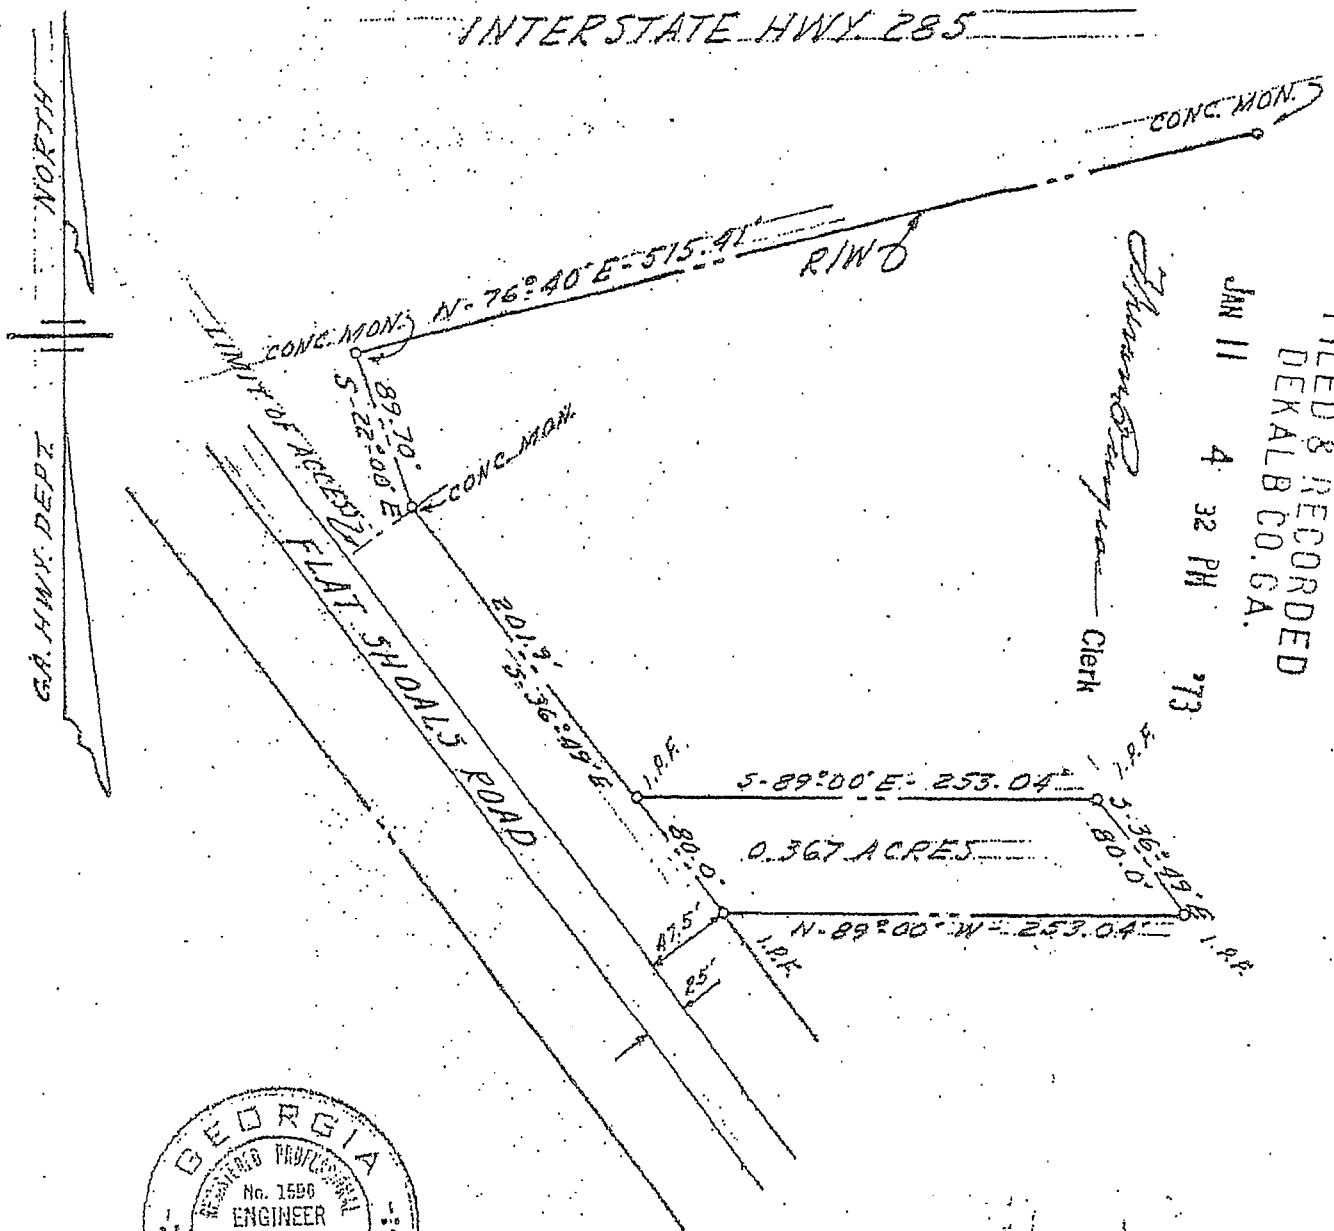 INTERSTATE HWY. 285
NORTH
GA. HWY. DEPT.
CONC. MON.
R/W
N-76°40'E-515.41'
CONC. MON.
LIMIT OF ACCESS
89.70'
S-22°00'E
CONC. MON.
FILED & RECORDED
DEKALB CO. GA.
JAN 11 4 32 PM '73
Clerk
FLAT SHOALS ROAD
201.9'
S-36°49'E
I.P.F.
S-89°00'E-253.04'
I.P.F.
S-36°49'E
80.0'
80.0'
0.367 ACRES
N-89°00'W-253.04'
I.P.F.
I.P.F.
47.5'
25'
GEORGIA
REGISTERED PROFESSIONAL
No. 1596
ENGINEER